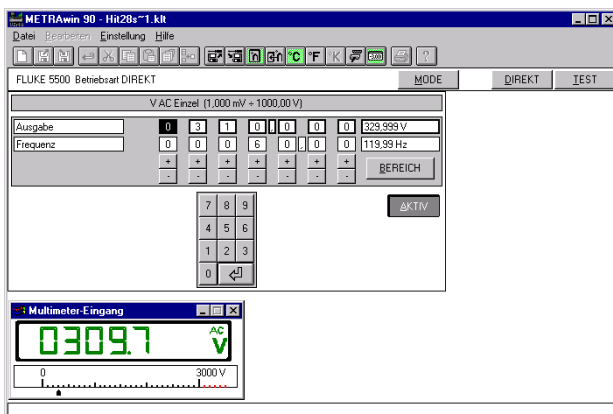 METRAwin 90 - Hit28s~1.klt
Datei Bearbeiten Einstellung Hilfe
°C °F °K
FLUKE 5500 Betriebsart DIREKT MODE DIREKT TEST
V AC Einzel (1,000 mV ÷ 1000,00 V)
Ausgabe 0 3 1 0 , 0 0 0 329,999 V
Frequenz 0 0 0 6 0 , 0 0 119,99 Hz
+ + + + + + +
- - - - - - -
BEREICH
7 8 9
AKTIV
4 5 6
1 2 3
0
Multimeter-Eingang
0309.7 AC V
0 3000 V